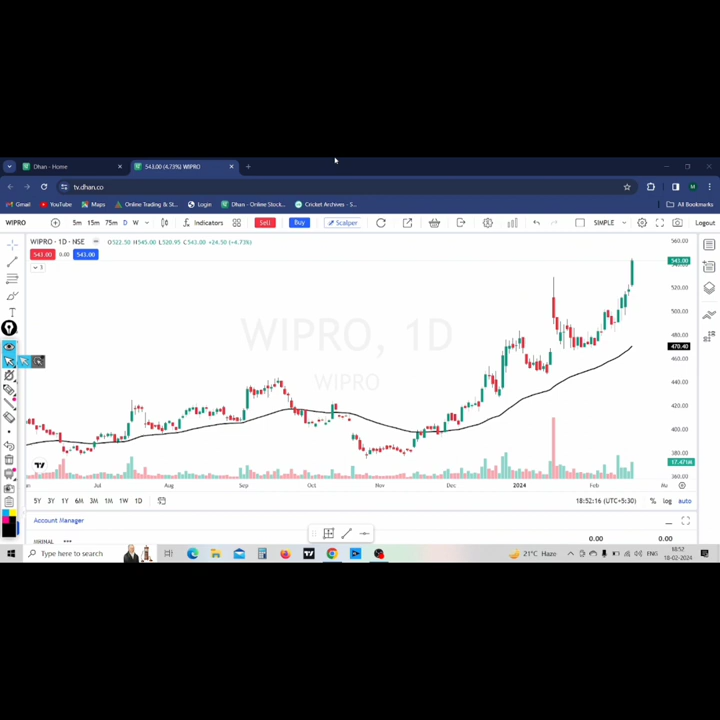 Dhan - Home
543.00 (4.73%) WIPRO
tv.dhan.co
Gmail YouTube Maps Online Trading & St... Login Dhan - Online Stock... Cricket Archives - S... All Bookmarks
WIPRO 5m 15m 75m D W Indicators Sell Buy Scalper SIMPLE Logout
WIPRO · 1D · NSE O522.50 H545.00 L520.95 C543.00 +24.50 (+4.73%)
543.00 0.00 543.00
3
WIPRO, 1D
WIPRO
560.00
543.00
520.00
500.00
480.00
470.40
460.00
440.00
420.00
400.00
380.00
17.471M
360.00
Jul Aug Sep Oct Nov Dec 2024 Feb
5Y 3Y 1Y 6M 3M 1M 1W 1D 18:52:16 (UTC+5:30) % log auto
Account Manager
0.00 0.00
Type here to search
21°C Haze
ENG
18:52
18-02-2024